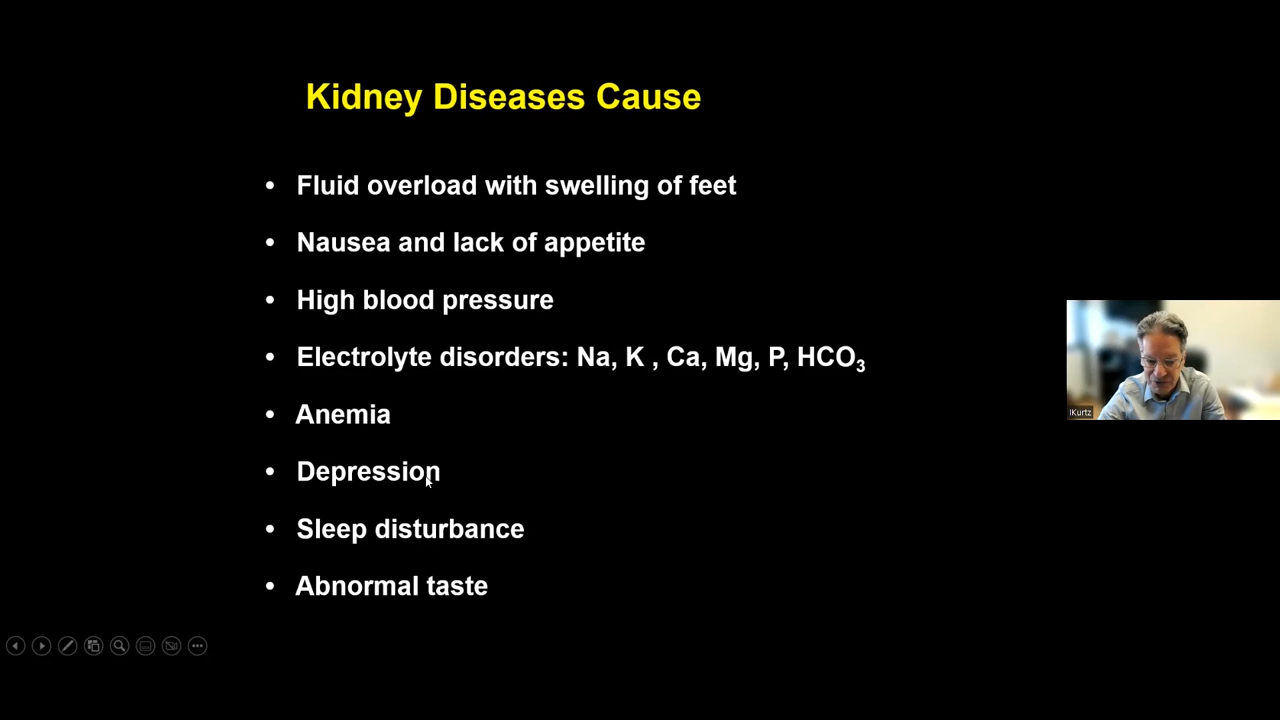 Kidney Diseases Cause
• Fluid overload with swelling of feet
• Nausea and lack of appetite
• High blood pressure
• Electrolyte disorders: Na, K , Ca, Mg, P, HCO₃
• Anemia
• Depression
• Sleep disturbance
• Abnormal taste
iKurtz